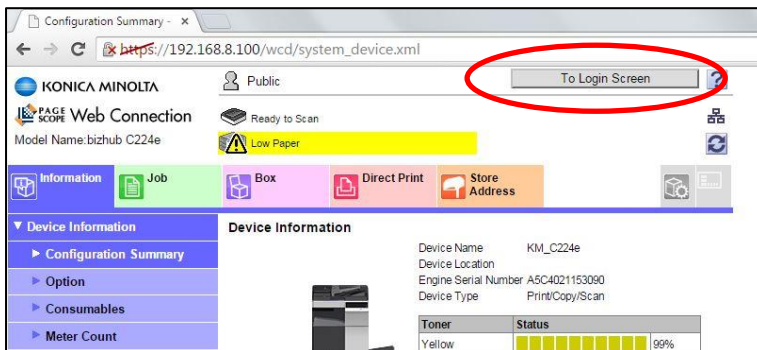 Configuration Summary - ×
https://192.168.8.100/wcd/system_device.xml
KONICA MINOLTA
Public
To Login Screen
?
PAGE SCOPE Web Connection
Ready to Scan
Model Name:bizhub C224e
Low Paper
Information
Job
Box
Direct Print
Store Address
▼ Device Information
Device Information
► Configuration Summary
Device Name KM_C224e
Device Location
► Option
Engine Serial Number A5C4021153090
Device Type Print/Copy/Scan
► Consumables
Toner Status
► Meter Count
Yellow 99%